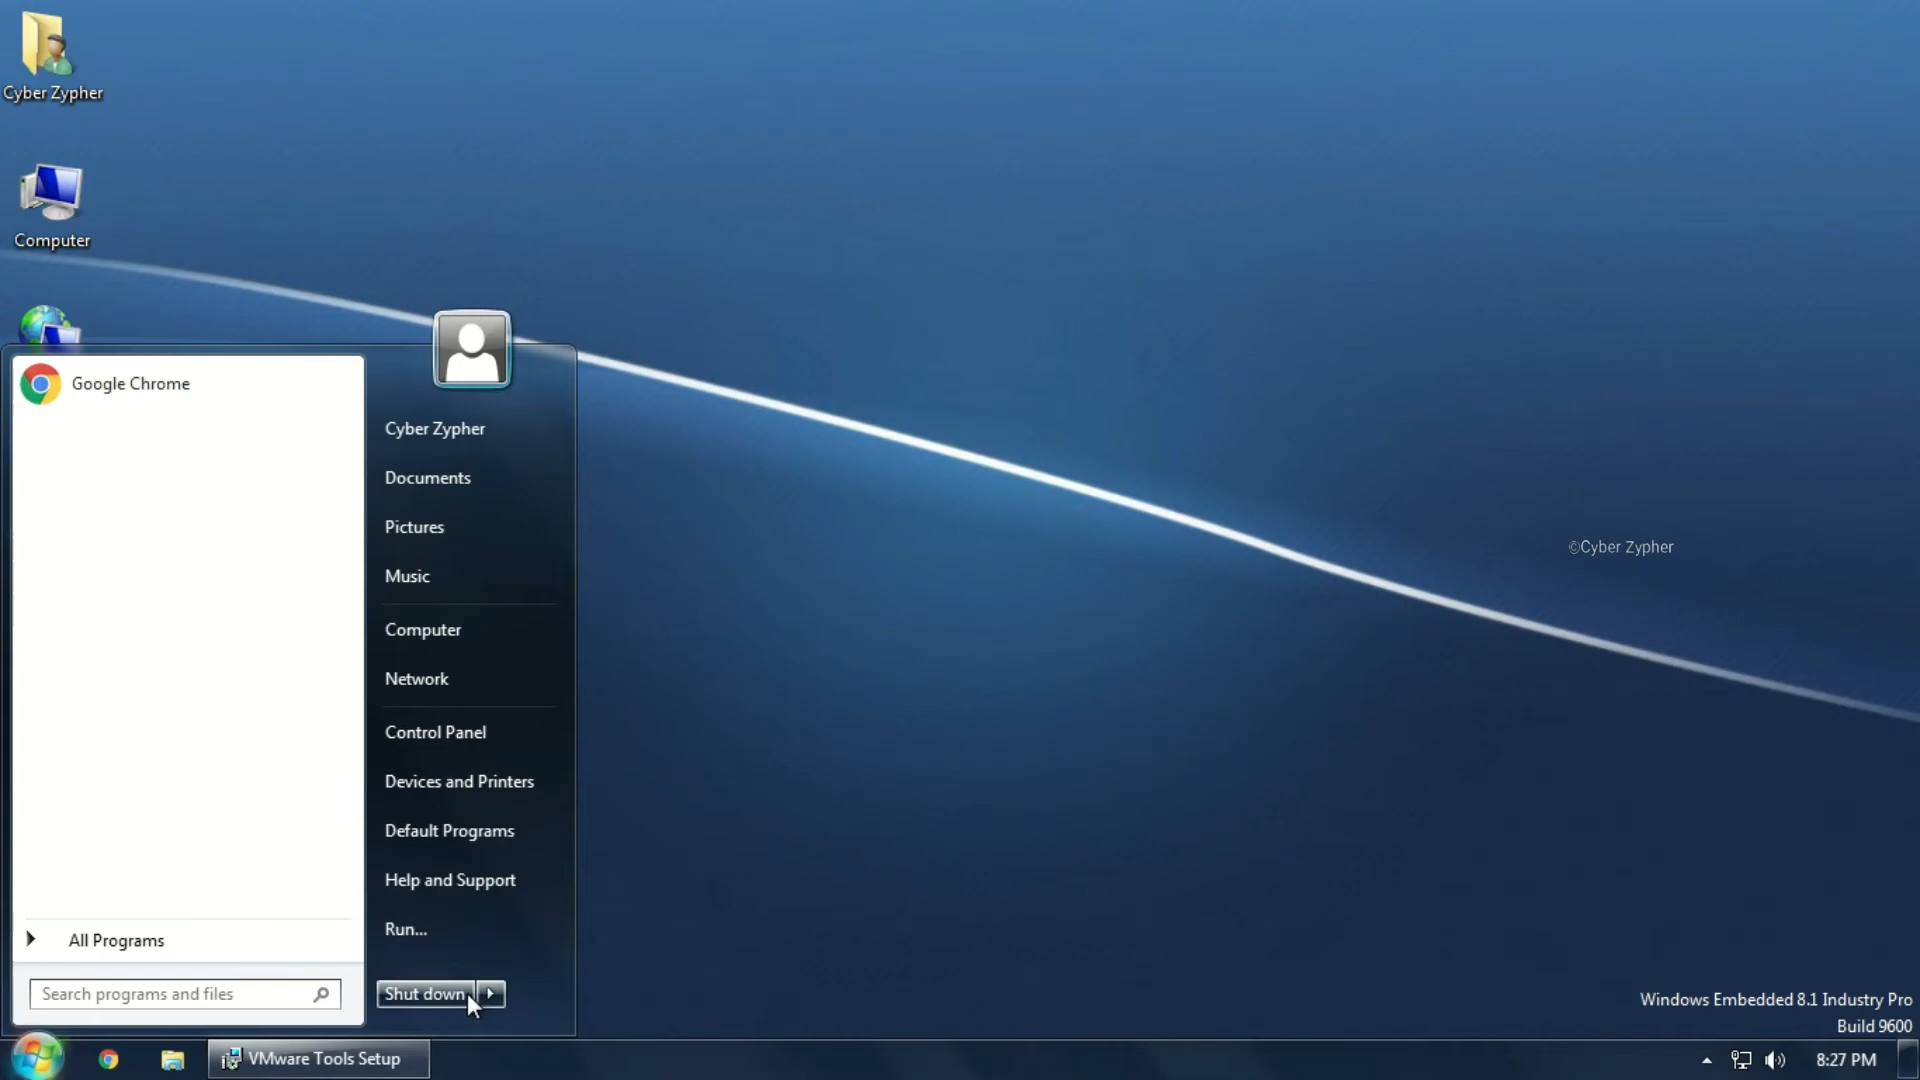 Cyber Zypher
Computer
Google Chrome
Cyber Zypher
Documents
Pictures
Music
Computer
Network
Control Panel
Devices and Printers
Default Programs
Help and Support
Run...
All Programs
Search programs and files
Shut down
©Cyber Zypher
Windows Embedded 8.1 Industry Pro
Build 9600
VMware Tools Setup
8:27 PM